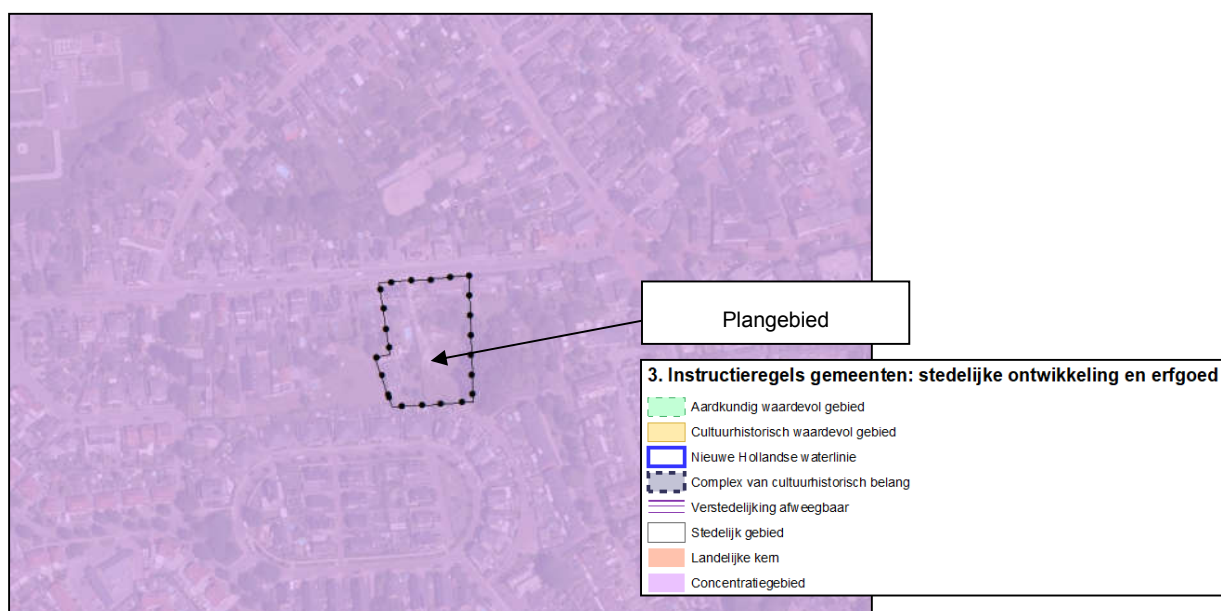 Plangebied
3. Instructieregels gemeenten: stedelijke ontwikkeling en erfgoed
Aardkundig waardevol gebied
Cultuurhistorisch waardevol gebied
Nieuwe Hollandse waterlinie
Complex van cultuurhistorisch belang
Verstedelijking afweegbaar
Stedelijk gebied
Landelijke kern
Concentratiegebied